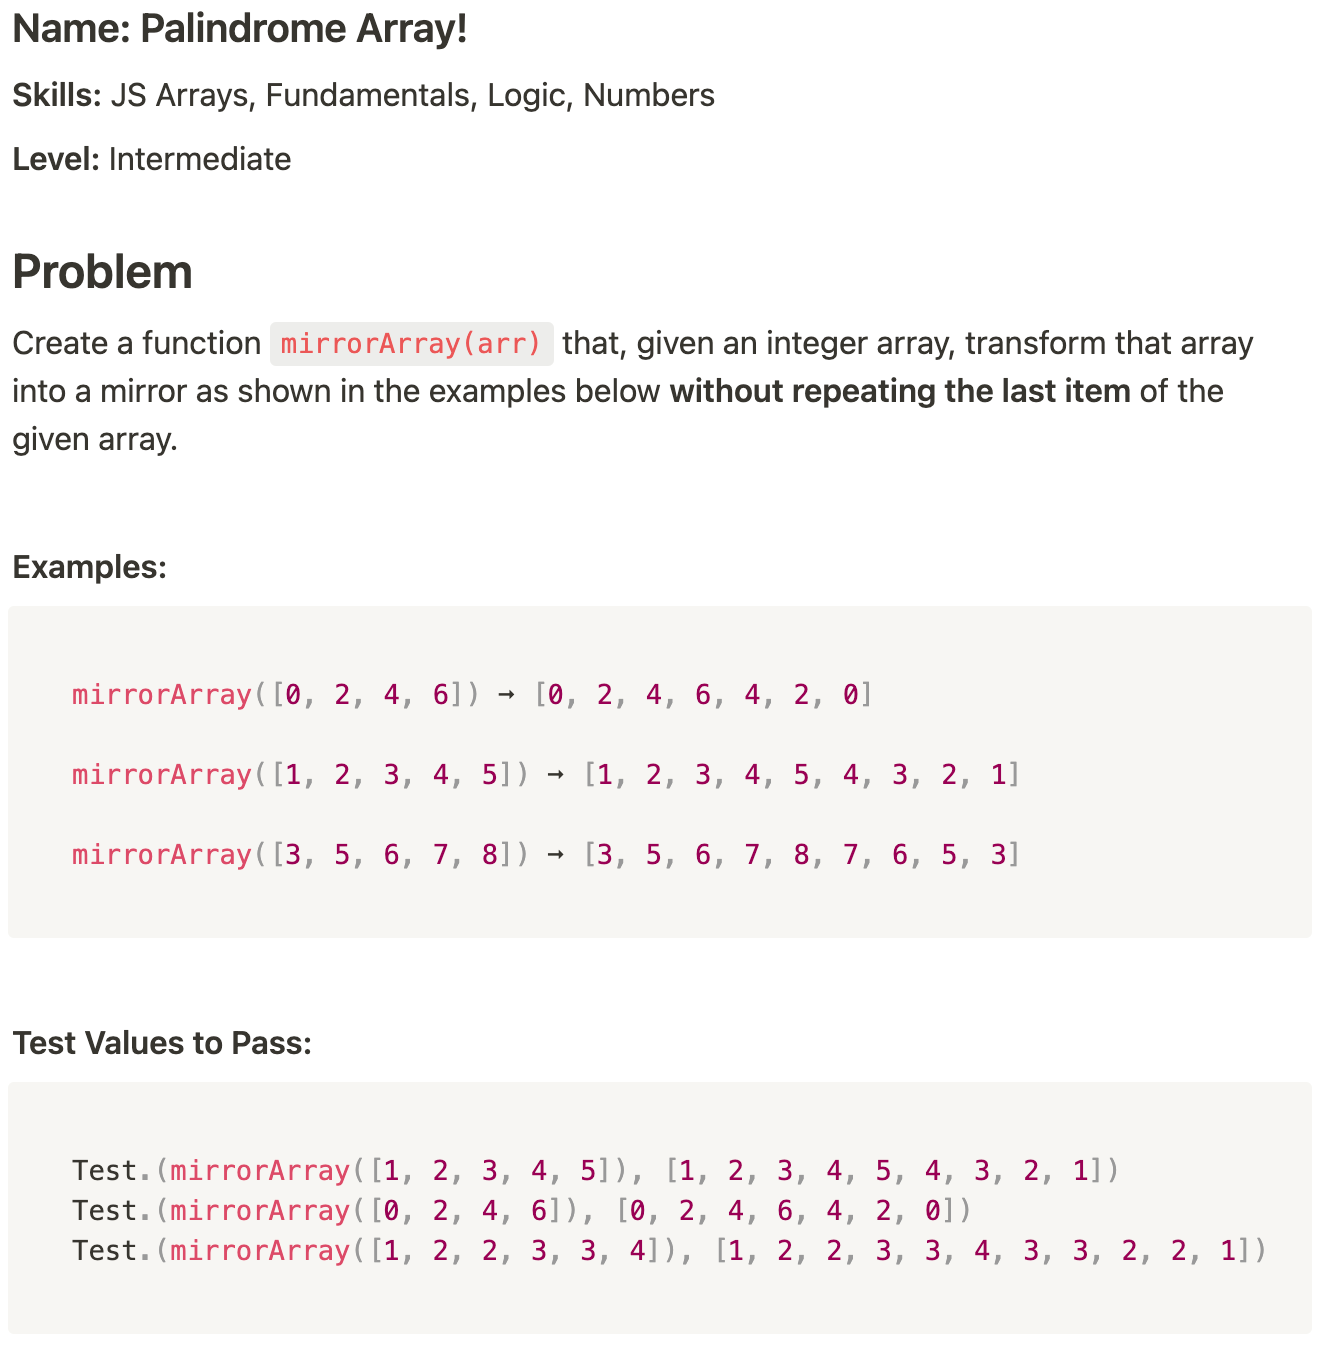 Name: Palindrome Array!
Skills: JS Arrays, Fundamentals, Logic, Numbers
Level: Intermediate
Problem
Create a function mirrorArray(arr) that, given an integer array, transform that array
into a mirror as shown in the examples below without repeating the last item of the
given array.
Examples:
mirrorArray([0, 2, 4, 6]) → [0, 2, 4, 6, 4, 2, 0]
mirrorArray([1, 2, 3, 4, 5]) → [1, 2, 3, 4, 5, 4, 3, 2, 1]
mirrorArray([3, 5, 6, 7, 8]) → [3, 5, 6, 7, 8, 7, 6, 5, 3]
Test Values to Pass:
Test.(mirrorArray([1, 2, 3, 4, 5]), [1, 2, 3, 4, 5, 4, 3, 2, 1])
Test.(mirrorArray([0, 2, 4, 6]), [0, 2, 4, 6, 4, 2, 0])
Test.(mirrorArray([1, 2, 2, 3, 3, 4]), [1, 2, 2, 3, 3, 4, 3, 3, 2, 2, 1])